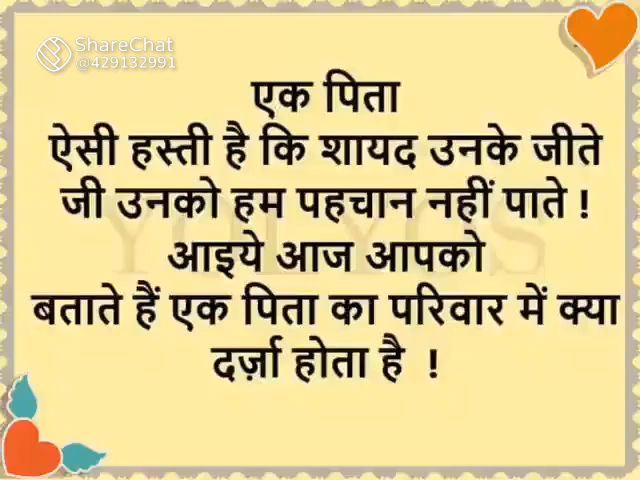 ShareChat
@429132991
एक पिता
ऐसी हस्ती है कि शायद उनके जीते
जी उनको हम पहचान नहीं पाते !
आइये आज आपको
बताते हैं एक पिता का परिवार में क्या
दर्ज़ा होता है !